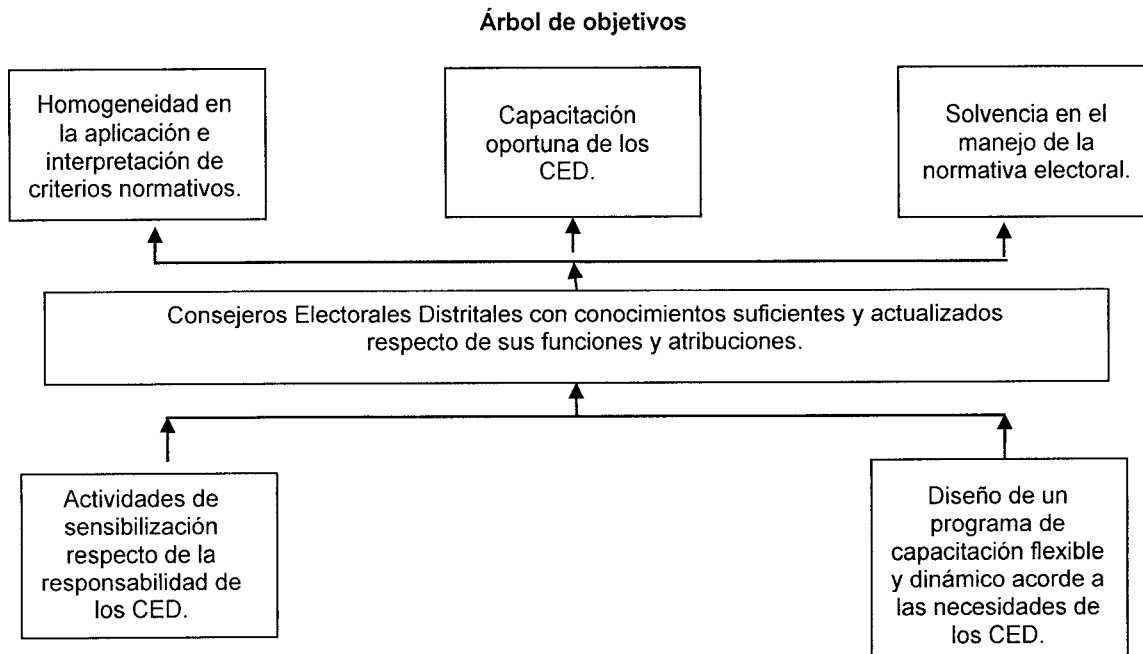 Árbol de objetivos
Homogeneidad en
la aplicación e
interpretación de
criterios normativos.
Capacitación
oportuna de los
CED.
Solvencia en el
manejo de la
normativa electoral.
Consejeros Electorales Distritales con conocimientos suficientes y actualizados
respecto de sus funciones y atribuciones.
Actividades de
sensibilización
respecto de la
responsabilidad de
los CED.
Diseño de un
programa de
capacitación flexible
y dinámico acorde a
las necesidades de
los CED.